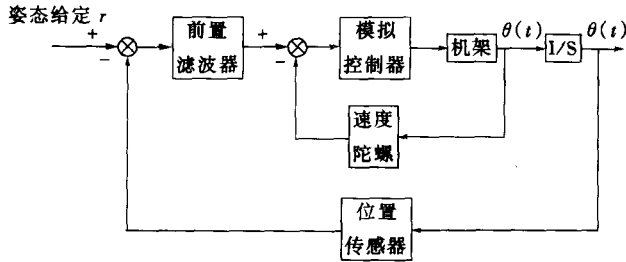 姿态给定 r
+
−
前置
滤波器
+
−
模拟
控制器
机架
θ(t)
I/S
θ(t)
速度
陀螺
位置
传感器